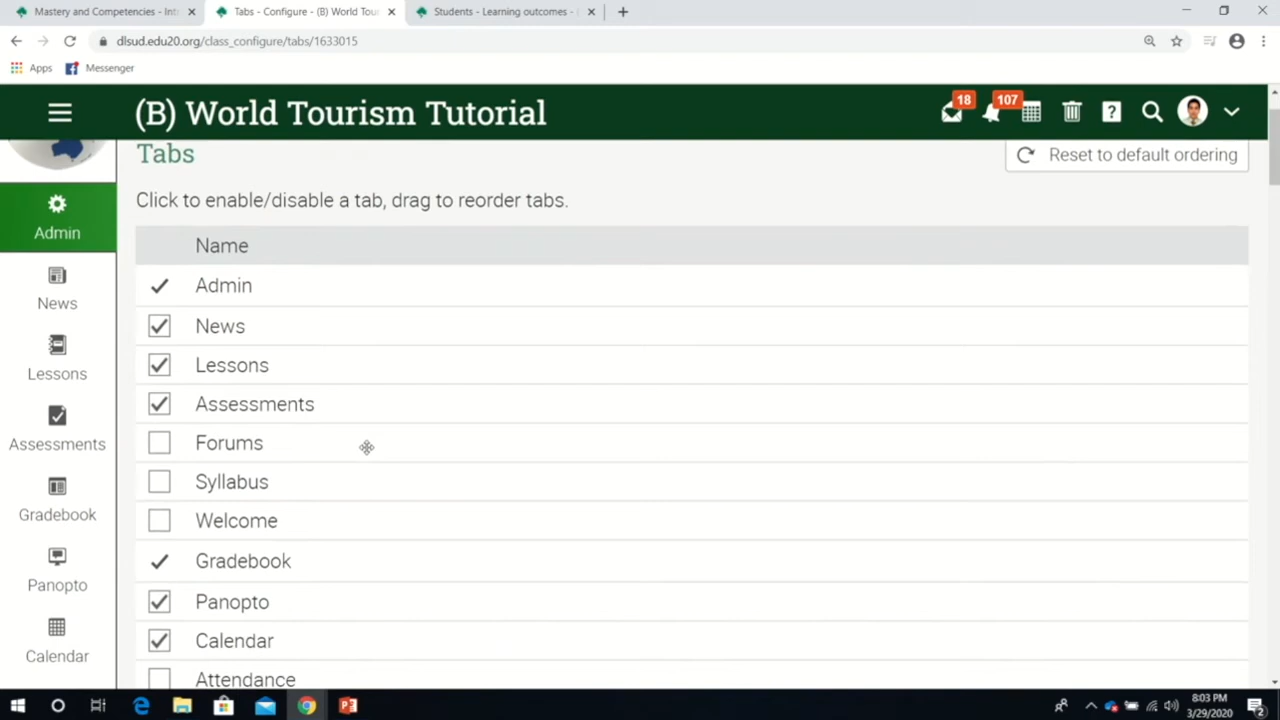 Mastery and Competencies - Intr
Tabs - Configure - (B) World Tour
Students - Learning outcomes - (
dlsud.edu20.org/class_configure/tabs/1633015
Apps
Messenger
(B) World Tourism Tutorial
18
107
Tabs
Reset to default ordering
Click to enable/disable a tab, drag to reorder tabs.
Name
Admin
News
Lessons
Assessments
Forums
Syllabus
Welcome
Gradebook
Panopto
Calendar
Attendance
Admin
News
Lessons
Assessments
Gradebook
Panopto
Calendar
8:03 PM
3/29/2020
2